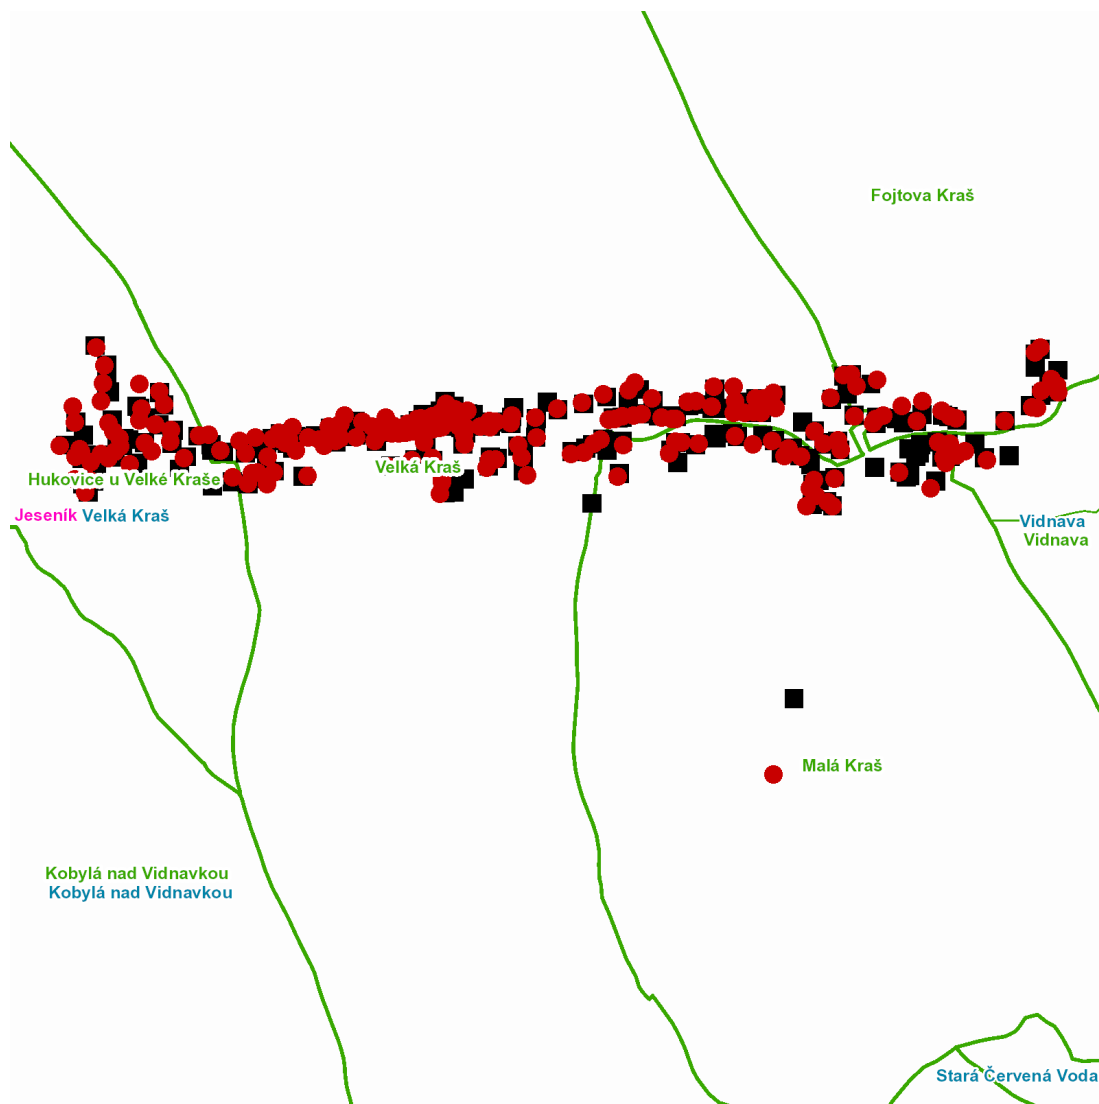 Fojtova Kraš
Velká Kraš
Hukovice u Velké Kraše
Jeseník Velká Kraš
Vidnava
Vidnava
Malá Kraš
Kobylá nad Vidnavkou
Kobylá nad Vidnavkou
Stará Červená Voda